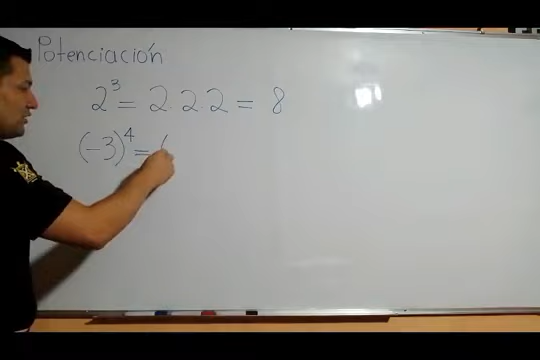 Potenciación
2³ = 2 . 2 . 2 = 8
(-3)⁴ = (